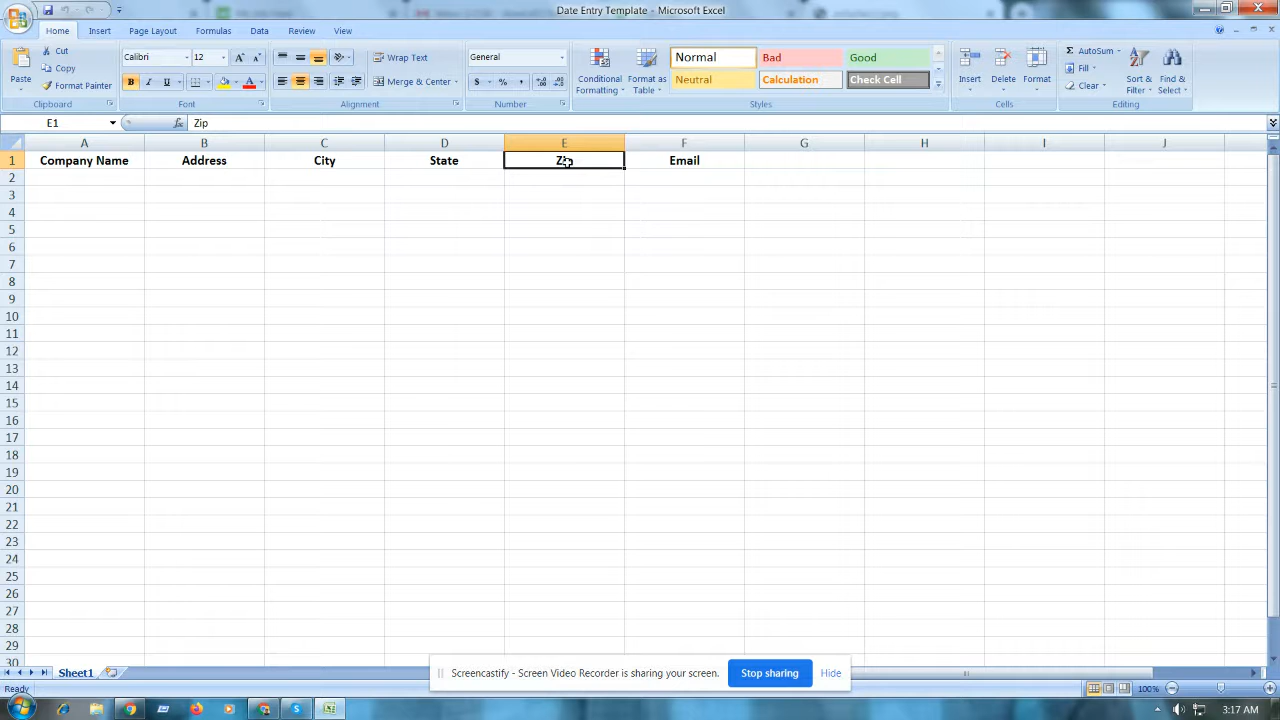 Date Entry Template - Microsoft Excel
Home Insert Page Layout Formulas Data Review View
Paste Cut Copy Format Painter Clipboard
Calibri 12 B I U A Font
Wrap Text Merge & Center Alignment
General $ % , Number
Conditional Formatting Format as Table
Normal Bad Good
Neutral Calculation Check Cell
Styles
Insert Delete Format Cells
AutoSum Fill Clear Sort & Filter Find & Select Editing
E1 fx Zip
A B C D E F G H I J
1 Company Name Address City State Zip Email
2
3
4
5
6
7
8
9
10
11
12
13
14
15
16
17
18
19
20
21
22
23
24
25
26
27
28
29
30
Screencastify - Screen Video Recorder is sharing your screen. Stop sharing Hide
Sheet1
Ready 100%
3:17 AM